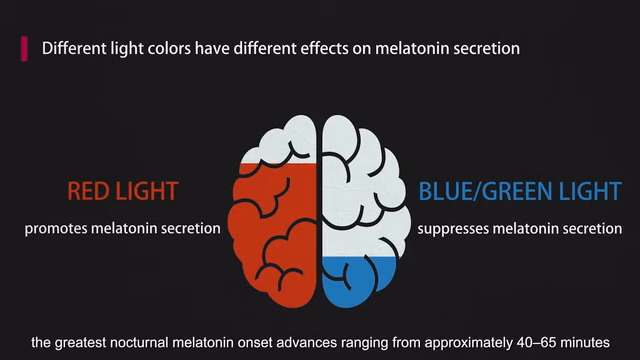 Different light colors have different effects on melatonin secretion
RED LIGHT
promotes melatonin secretion
BLUE/GREEN LIGHT
suppresses melatonin secretion
the greatest nocturnal melatonin onset advances ranging from approximately 40–65 minutes